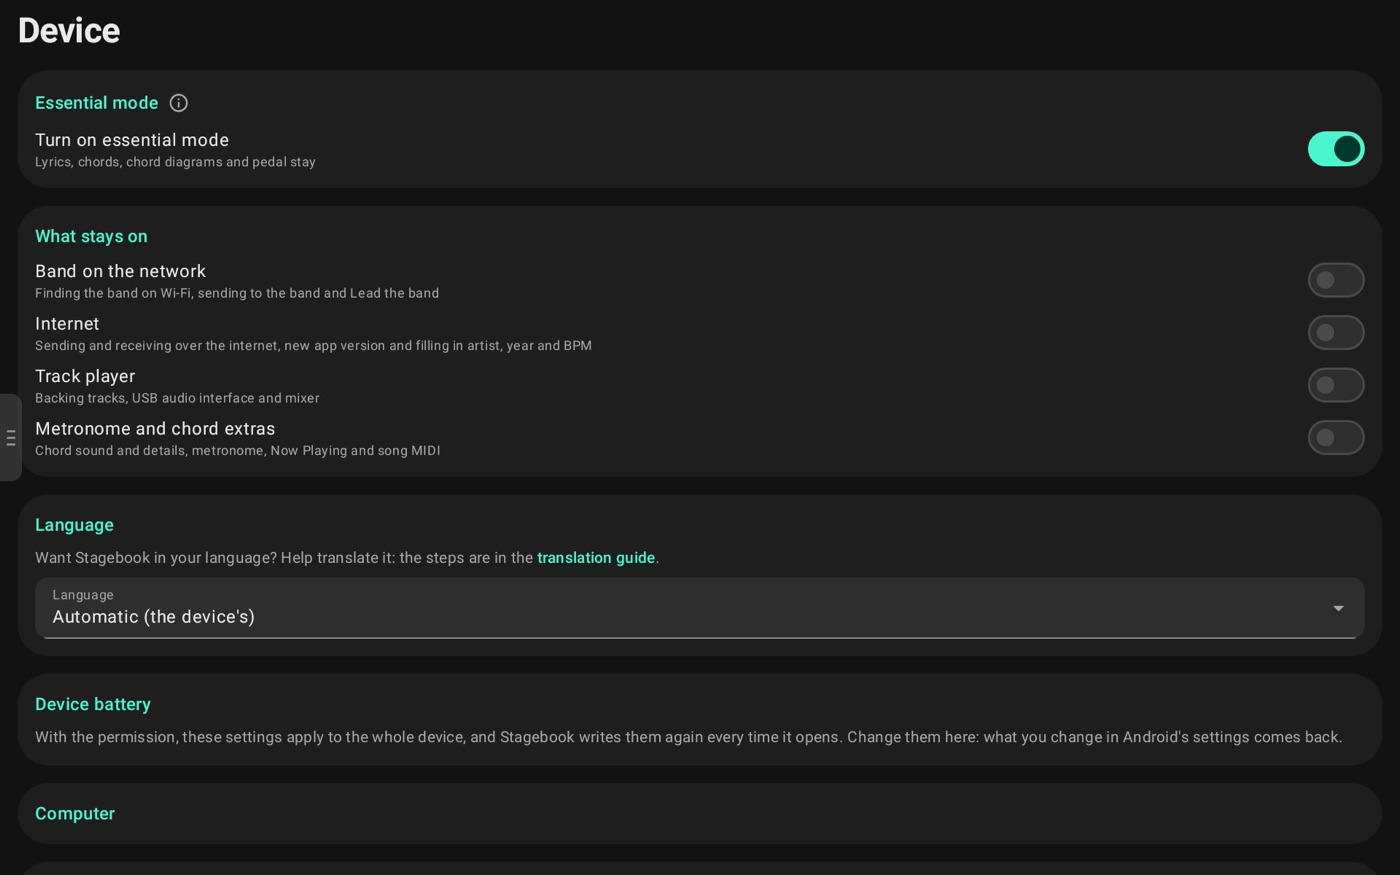 Device
Essential mode
Turn on essential mode
Lyrics, chords, chord diagrams and pedal stay
What stays on
Band on the network
Finding the band on Wi-Fi, sending to the band and Lead the band
Internet
Sending and receiving over the internet, new app version and filling in artist, year and BPM
Track player
Backing tracks, USB audio interface and mixer
Metronome and chord extras
Chord sound and details, metronome, Now Playing and song MIDI
Language
Want Stagebook in your language? Help translate it: the steps are in the translation guide.
Language
Automatic (the device's)
Device battery
With the permission, these settings apply to the whole device, and Stagebook writes them again every time it opens. Change them here: what you change in Android's settings comes back.
Computer